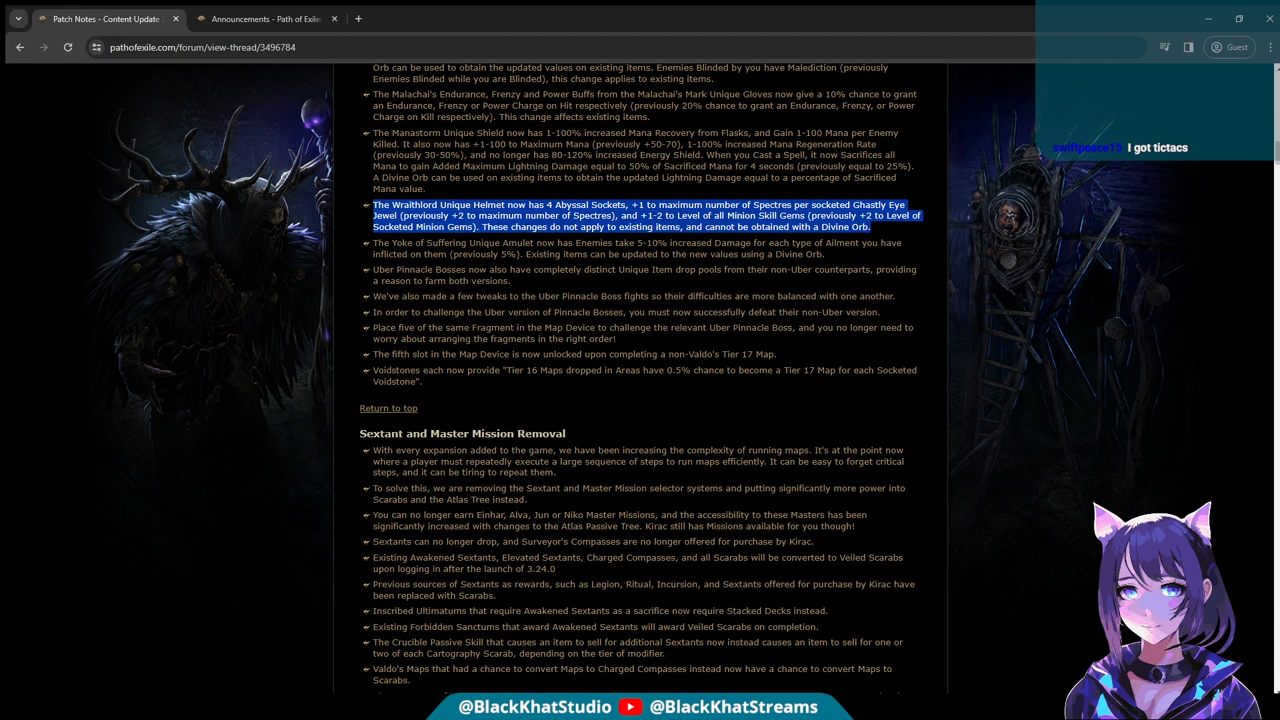 Patch Notes - Content Update
Announcements - Path of Exile:
pathofexile.com/forum/view-thread/3496784
Guest
Orb can be used to obtain the updated values on existing items. Enemies Blinded by you have Malediction (previously
Enemies Blinded while you are Blinded), this change applies to existing items.
The Malachai's Endurance, Frenzy and Power Buffs from the Malachai's Mark Unique Gloves now give a 10% chance to grant
an Endurance, Frenzy or Power Charge on Hit respectively (previously 20% chance to grant an Endurance, Frenzy, or Power
Charge on Kill respectively). This change affects existing items.
The Manastorm Unique Shield now has 1-100% increased Mana Recovery from Flasks, and Gain 1-100 Mana per Enemy
Killed. It also now has +1-100 to Maximum Mana (previously +50-70), 1-100% increased Mana Regeneration Rate
(previously 30-50%), and no longer has 80-120% increased Energy Shield. When you Cast a Spell, it now Sacrifices all
Mana to gain Added Maximum Lightning Damage equal to 50% of Sacrificed Mana for 4 seconds (previously equal to 25%).
A Divine Orb can be used on existing items to obtain the updated Lightning Damage equal to a percentage of Sacrificed
Mana value.
The Wraithlord Unique Helmet now has 4 Abyssal Sockets, +1 to maximum number of Spectres per socketed Ghastly Eye
Jewel (previously +2 to maximum number of Spectres), and +1-2 to Level of all Minion Skill Gems (previously +2 to Level of
Socketed Minion Gems). These changes do not apply to existing items, and cannot be obtained with a Divine Orb.
The Yoke of Suffering Unique Amulet now has Enemies take 5-10% increased Damage for each type of Ailment you have
inflicted on them (previously 5%). Existing items can be updated to the new values using a Divine Orb.
Uber Pinnacle Bosses now also have completely distinct Unique Item drop pools from their non-Uber counterparts, providing
a reason to farm both versions.
We've also made a few tweaks to the Uber Pinnacle Boss fights so their difficulties are more balanced with one another.
In order to challenge the Uber version of Pinnacle Bosses, you must now successfully defeat their non-Uber version.
Place five of the same Fragment in the Map Device to challenge the relevant Uber Pinnacle Boss, and you no longer need to
worry about arranging the fragments in the right order!
The fifth slot in the Map Device is now unlocked upon completing a non-Valdo's Tier 17 Map.
Voidstones each now provide "Tier 16 Maps dropped in Areas have 0.5% chance to become a Tier 17 Map for each Socketed
Voidstone".
Return to top
Sextant and Master Mission Removal
With every expansion added to the game, we have been increasing the complexity of running maps. It's at the point now
where a player must repeatedly execute a large sequence of steps to run maps efficiently. It can be easy to forget critical
steps, and it can be tiring to repeat them.
To solve this, we are removing the Sextant and Master Mission selector systems and putting significantly more power into
Scarabs and the Atlas Tree instead.
You can no longer earn Einhar, Alva, Jun or Niko Master Missions, and the accessibility to these Masters has been
significantly increased with changes to the Atlas Passive Tree. Kirac still has Missions available for you though!
Sextants can no longer drop, and Surveyor's Compasses are no longer offered for purchase by Kirac.
Existing Awakened Sextants, Elevated Sextants, Charged Compasses, and all Scarabs will be converted to Veiled Scarabs
upon logging in after the launch of 3.24.0
Previous sources of Sextants as rewards, such as Legion, Ritual, Incursion, and Sextants offered for purchase by Kirac have
been replaced with Scarabs.
Inscribed Ultimatums that require Awakened Sextants as a sacrifice now require Stacked Decks instead.
Existing Forbidden Sanctums that award Awakened Sextants will award Veiled Scarabs on completion.
The Crucible Passive Skill that causes an item to sell for additional Sextants now instead causes an item to sell for one or
two of each Cartography Scarab, depending on the tier of modifier.
Valdo's Maps that had a chance to convert Maps to Charged Compasses instead now have a chance to convert Maps to
Scarabs.
swiftpeace15 I got tictacs
@BlackKhatStudio @BlackKhatStreams